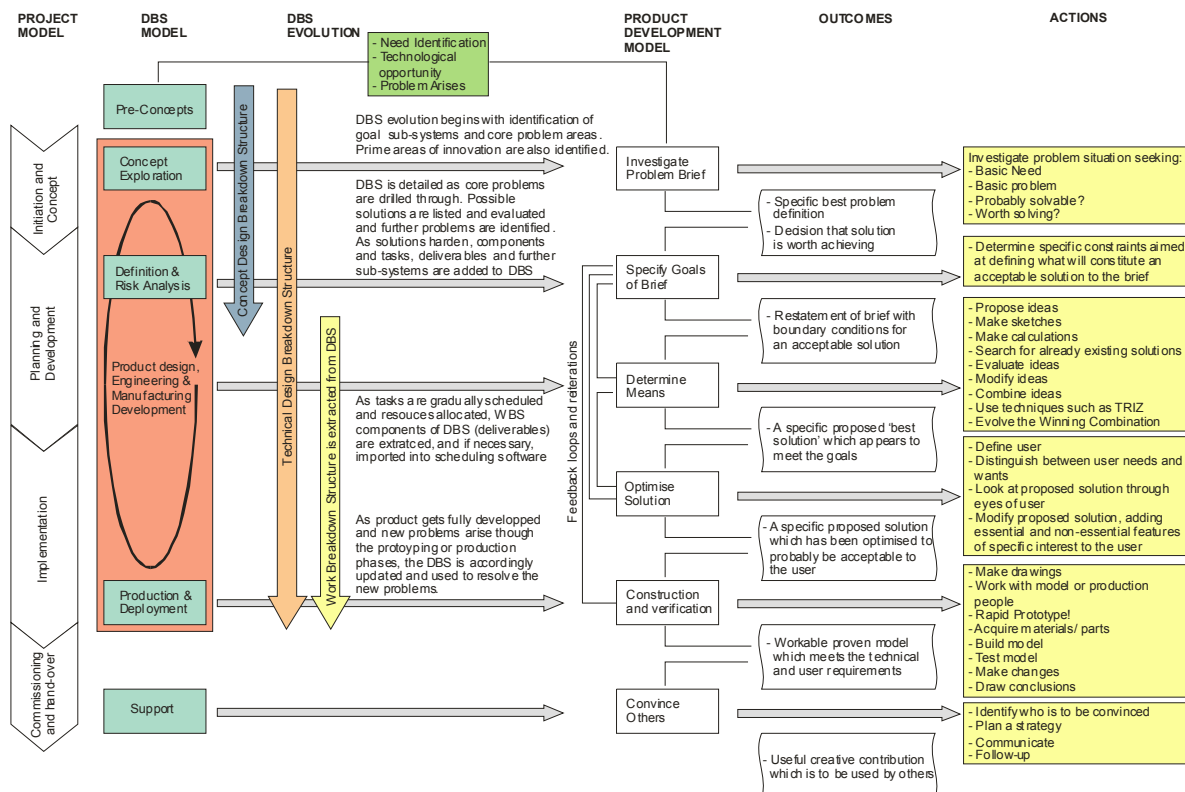 PROJECT
MODEL
DBS
MODEL
DBS
EVOLUTION
PRODUCT
DEVELOPMENT
MODEL
OUTCOMES
ACTIONS
- Need Identification
- Technological
opportunity
- Problem Arises
Initiation and
Concept
Planning and
Development
Implementation
Commissioning
and hand-over
Pre-Concepts
Concept
Exploration
Definition &
Risk Analysis
Product design,
Engineering &
Manufacturing
Development
Production &
Deployment
Support
Concept Design Breakdown Structure
Technical Design Breakdown Structure
Work Breakdown Structure is extracted from DBS
DBS evolution begins with identification of
goal sub-systems and core problem areas.
Prime areas of innovation are also identified.
DBS is detailed as core problems
are drilled through. Possible
solutions are listed and evaluated
and further problems are identified.
As solutions harden, components
and tasks, deliverables and further
sub-systems are added to DBS
As tasks are gradually scheduled
and resouces allocated, WBS
components of DBS (deliverables)
are extratced, and if necessary,
imported into scheduling software
As product gets fully developped
and new problems arise though
the protoyping or production
phases, the DBS is accordingly
updated and used to resolve the
new problems.
Feedback loops and reiterations
Investigate
Problem Brief
Specify Goals
of Brief
Determine
Means
Optimise
Solution
Construction
and verification
Convince
Others
- Specific best problem
definition
- Decision that solution
is worth achieving
- Restatement of brief with
boundary conditions for
an acceptable solution
- A specific proposed ‘best
solution’ which appears to
meet the goals
- A specific proposed solution
which has been optimised to
probably be acceptable to
the user
- Workable proven model
which meets the technical
and user requirements
- Useful creative contribution
which is to be used by others
Investigate problem situation seeking:
- Basic Need
- Basic problem
- Probably solvable?
- Worth solving?
- Determine specific constraints aimed
at defining what will constitute an
acceptable solution to the brief
- Propose ideas
- Make sketches
- Make calculations
- Search for already existing solutions
- Evaluate ideas
- Modify ideas
- Combine ideas
- Use techniques such as TRIZ
- Evolve the Winning Combination
- Define user
- Distinguish between user needs and
wants
- Look at proposed solution through
eyes of user
- Modify proposed solution, adding
essential and non-essential features
of specific interest to the user
- Make drawings
- Work with model or production
people
- Rapid Prototype!
- Acquire materials/ parts
- Build model
- Test model
- Make changes
- Draw conclusions
- Identify who is to be convinced
- Plan a strategy
- Communicate
- Follow-up